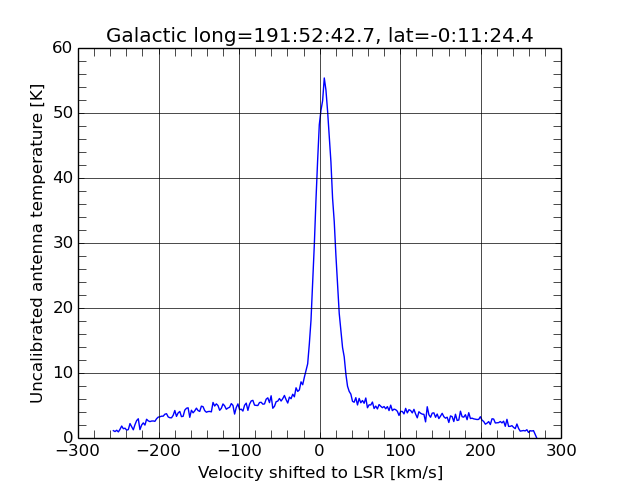 Galactic long=191:52:42.7, lat=-0:11:24.4
Uncalibrated antenna temperature [K]
60
50
40
30
20
10
0
−300 −200 −100 0 100 200 300
Velocity shifted to LSR [km/s]